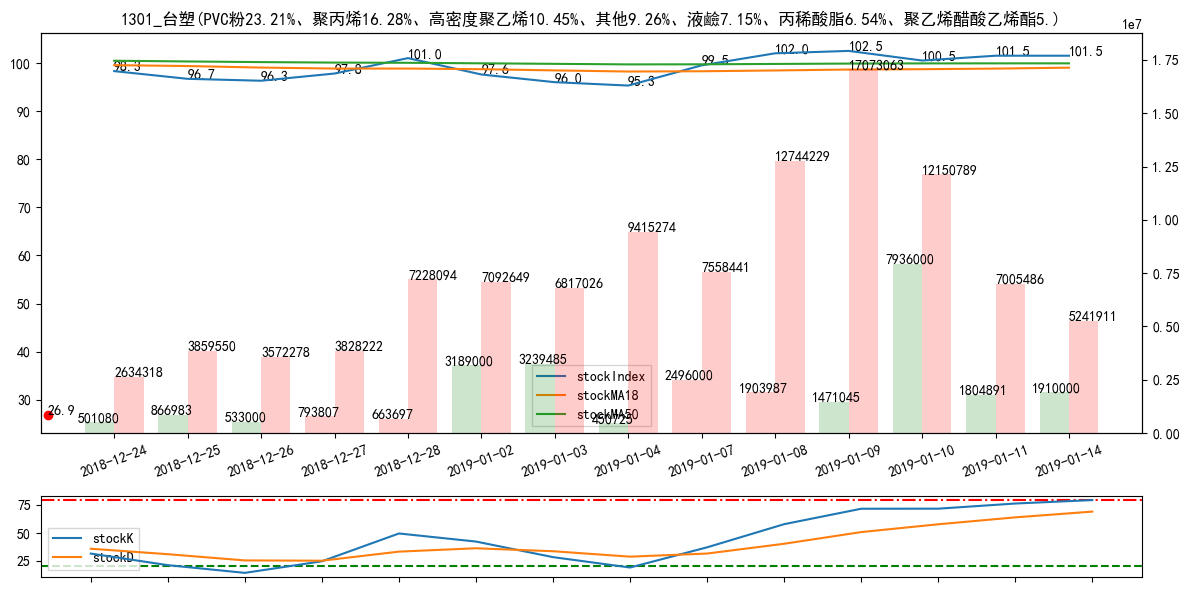 1301_台塑(PVC粉23.21%、聚丙烯16.28%、高密度聚乙烯10.45%、其他9.26%、液鹼7.15%、丙稀酸脂6.54%、聚乙烯醋酸乙烯酯5.)
1e7
98.3 96.7 96.3 97.8 101.0 97.6 96.0 95.3 99.5 102.0 102.5 100.5 101.5 101.5
100
90
80
70
60
50
40
30
1.75
1.50
1.25
1.00
0.75
0.50
0.25
0.00
2634318 3859550 3572278 3828222 7228094 7092649 6817026 9415274 7558441 12744229 17073063 12150789 7005486 5241911
501080 866983 533000 793807 663697 3189000 3239485 450725 2496000 1903987 1471045 7936000 1804891 1910000
26.9
stockIndex
stockMA18
stockMA50
2018-12-24 2018-12-25 2018-12-26 2018-12-27 2018-12-28 2019-01-02 2019-01-03 2019-01-04 2019-01-07 2019-01-08 2019-01-09 2019-01-10 2019-01-11 2019-01-14
75
50
25
stockK
stockD